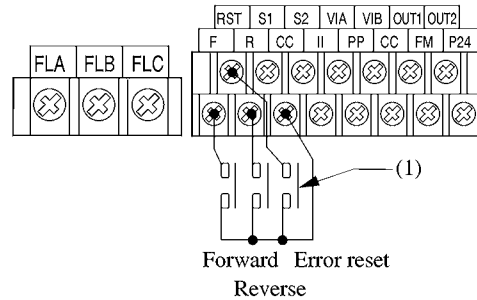 RST S1 S2 VIA VIB OUT1 OUT2
F R CC II PP CC FM P24
FLA FLB FLC
(1)
Forward Error reset
Reverse